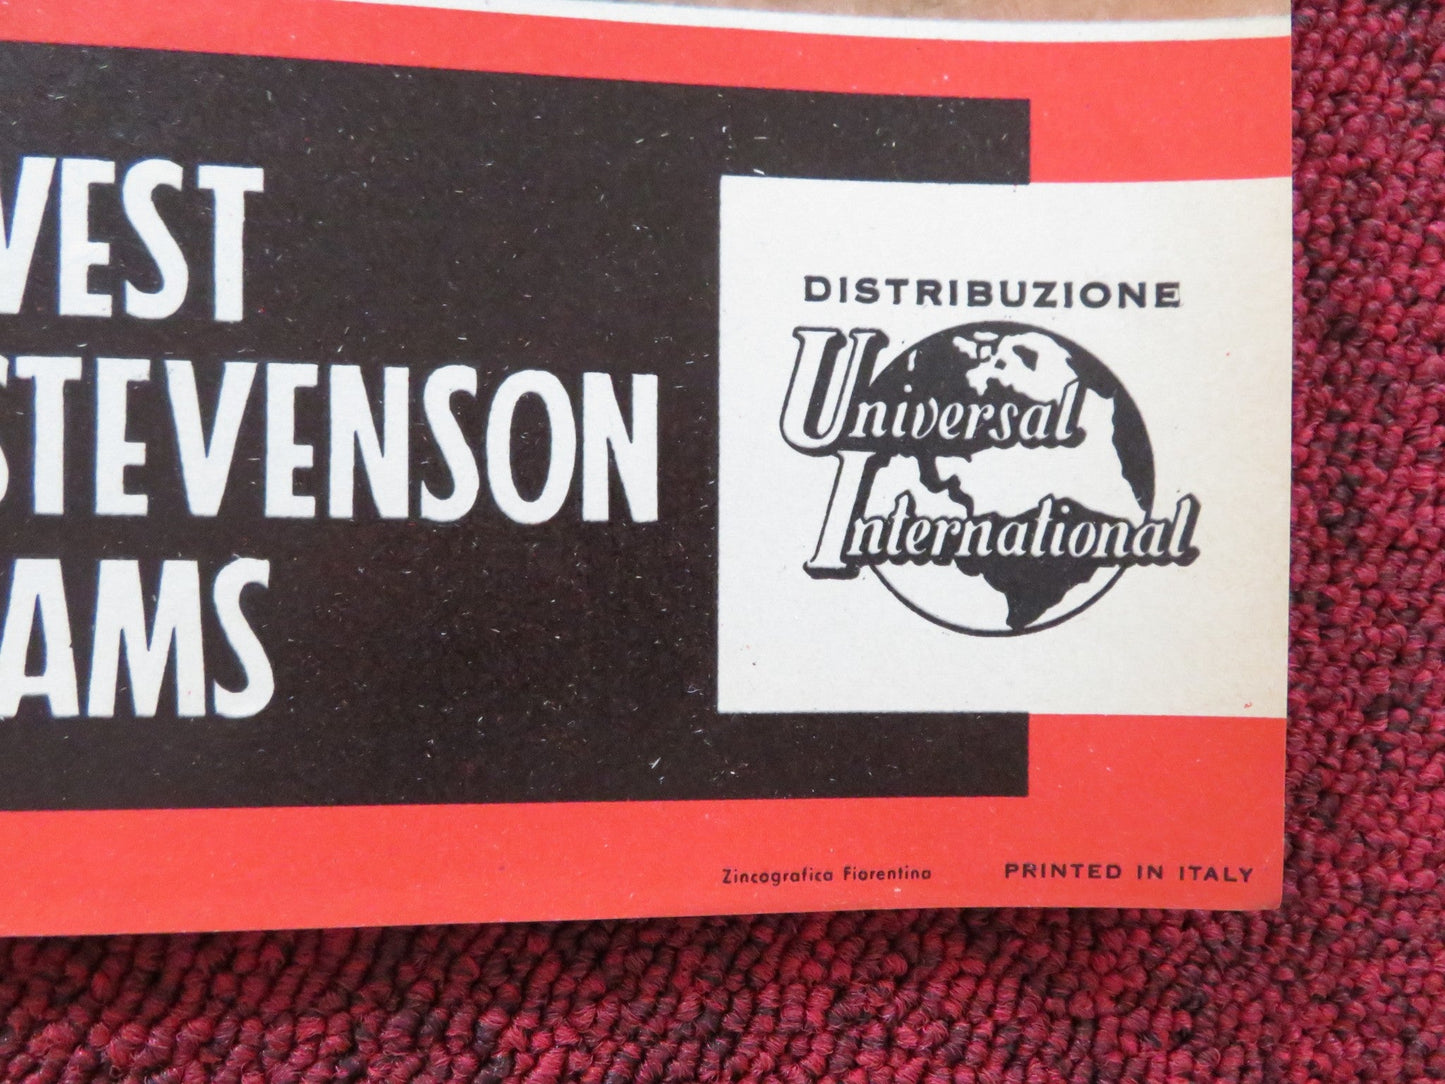 VEST
STEVENSON
AMS
DISTRIBUZIONE
Universal
International
Zincografica Fiorentina
PRINTED IN ITALY